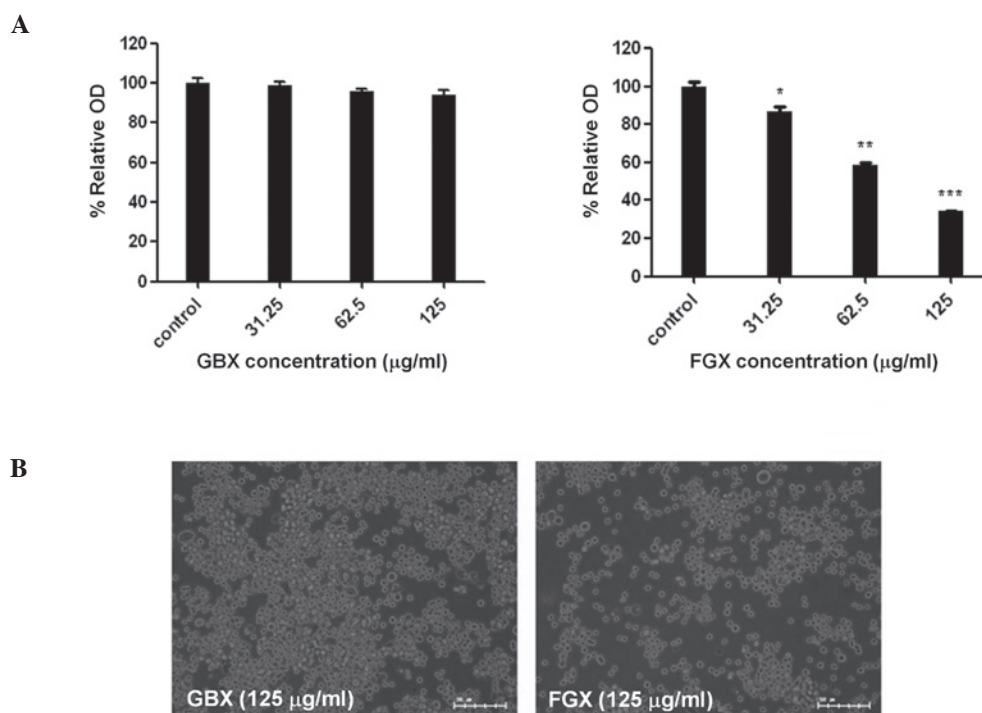 A
120
100
80
60
40
20
0
% Relative OD
control
31.25
62.5
125
GBX concentration (μg/ml)
120
100
80
60
40
20
0
% Relative OD
*
**
***
control
31.25
62.5
125
FGX concentration (μg/ml)
B
GBX (125 μg/ml)
FGX (125 μg/ml)